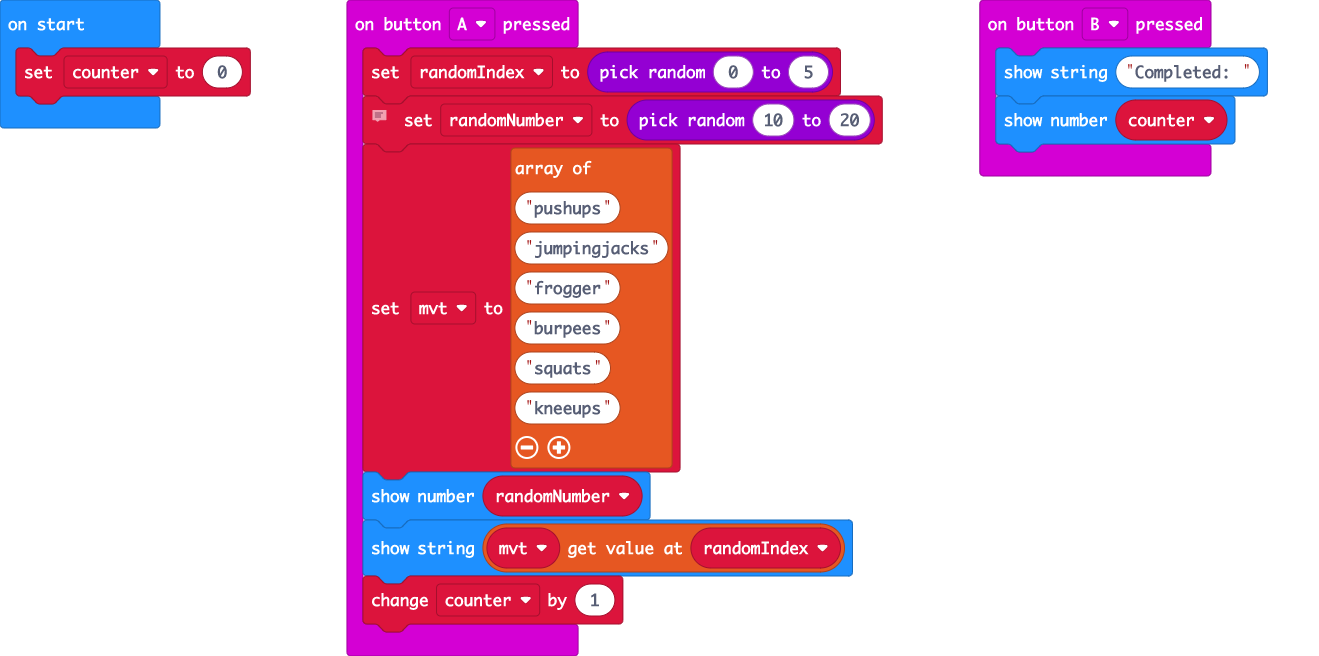 on start
set counter to 0
on button A pressed
set randomIndex to pick random 0 to 5
set randomNumber to pick random 10 to 20
set mvt to
array of
"pushups"
"jumpingjacks"
"frogger"
"burpees"
"squats"
"kneeups"
show number randomNumber
show string mvt get value at randomIndex
change counter by 1
on button B pressed
show string "Completed: "
show number counter